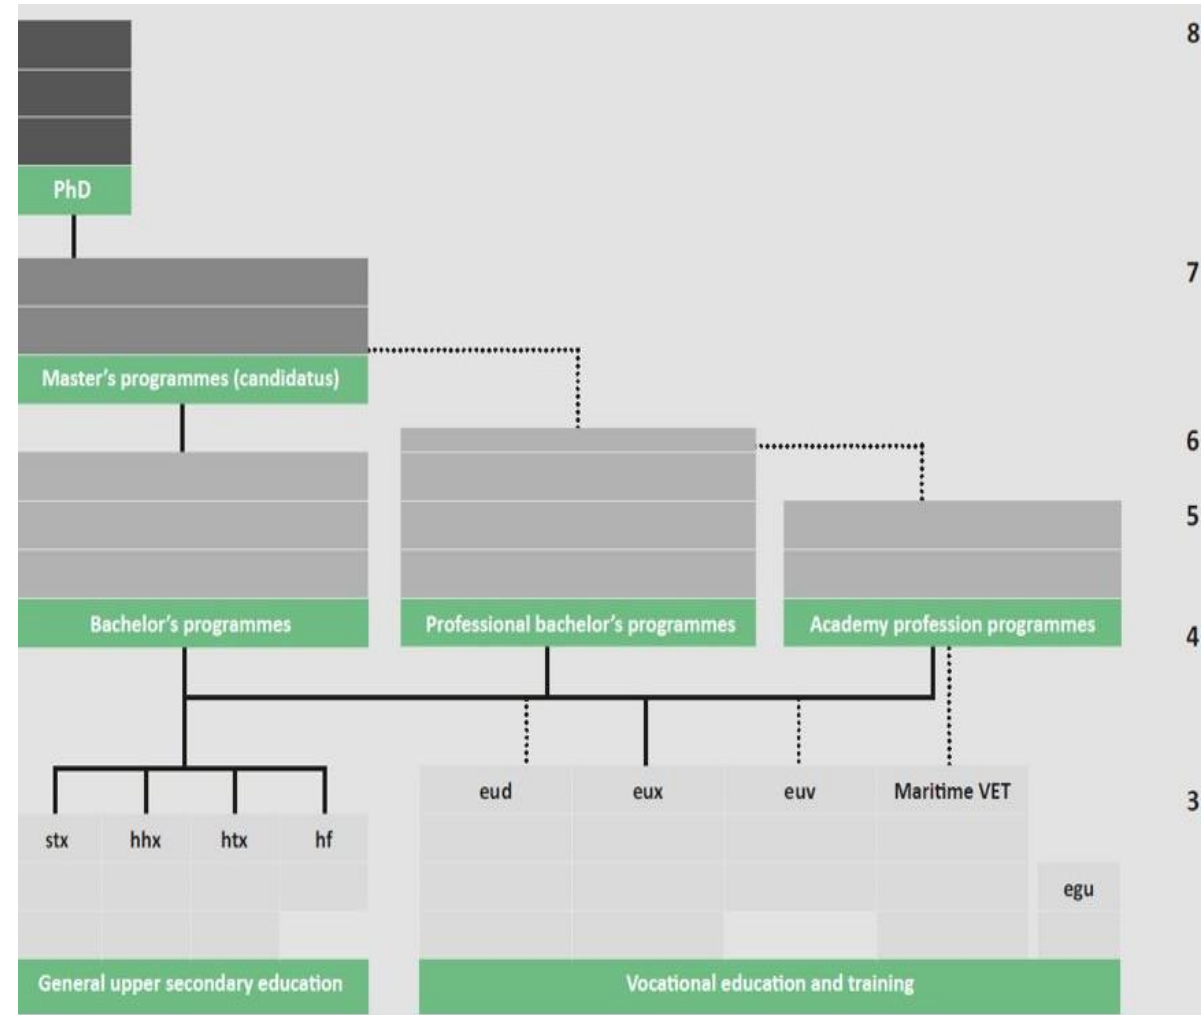 8
PhD
7
Master's programmes (candidatus)
6
5
Bachelor's programmes
Professional bachelor's programmes
Academy profession programmes
4
eud
eux
euv
Maritime VET
3
stx
hhx
htx
hf
egu
General upper secondary education
Vocational education and training